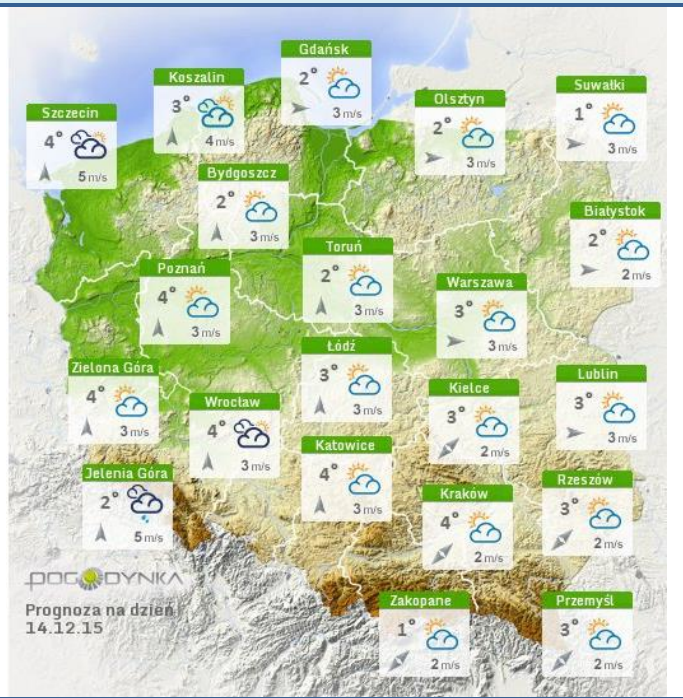 Gdańsk
2°
3 m/s
Koszalin
3°
4 m/s
Szczecin
4°
5 m/s
Olsztyn
2°
3 m/s
Suwałki
1°
3 m/s
Bydgoszcz
2°
3 m/s
Białystok
2°
2 m/s
Toruń
2°
3 m/s
Poznań
4°
3 m/s
Warszawa
3°
3 m/s
Łódź
3°
3 m/s
Zielona Góra
4°
3 m/s
Wrocław
4°
3 m/s
Kielce
3°
2 m/s
Lublin
3°
3 m/s
Katowice
4°
3 m/s
Jelenia Góra
2°
5 m/s
Kraków
4°
2 m/s
Rzeszów
3°
2 m/s
POGODYNKA
Prognoza na dzień
14.12.15
Zakopane
1°
2 m/s
Przemyśl
3°
2 m/s